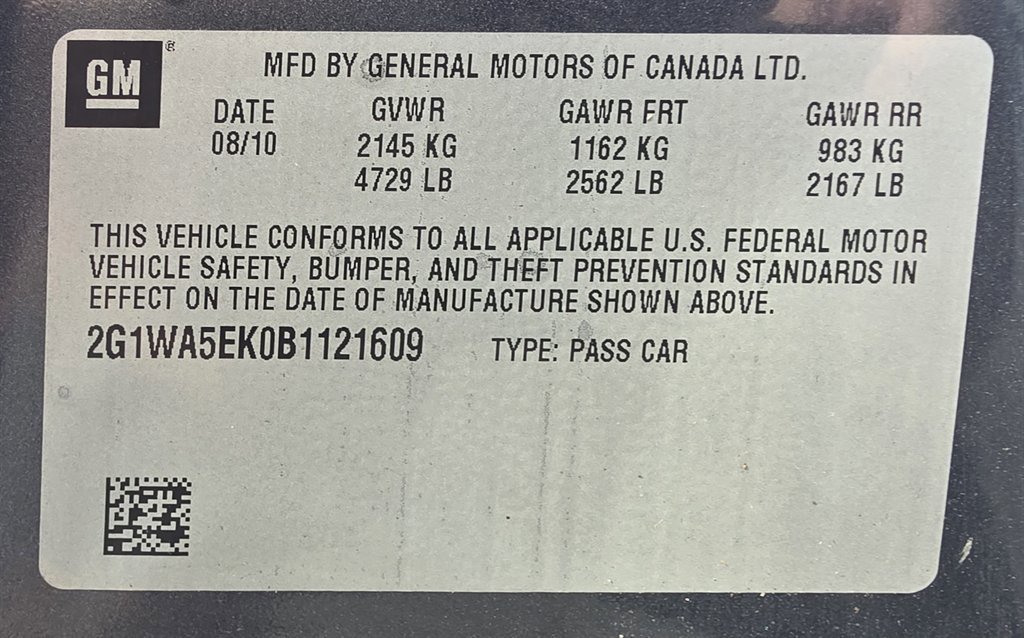 GM ®
MFD BY GENERAL MOTORS OF CANADA LTD.
DATE GVWR GAWR FRT GAWR RR
08/10 2145 KG 1162 KG 983 KG
4729 LB 2562 LB 2167 LB
THIS VEHICLE CONFORMS TO ALL APPLICABLE U.S. FEDERAL MOTOR
VEHICLE SAFETY, BUMPER, AND THEFT PREVENTION STANDARDS IN
EFFECT ON THE DATE OF MANUFACTURE SHOWN ABOVE.
2G1WA5EK0B1121609 TYPE: PASS CAR